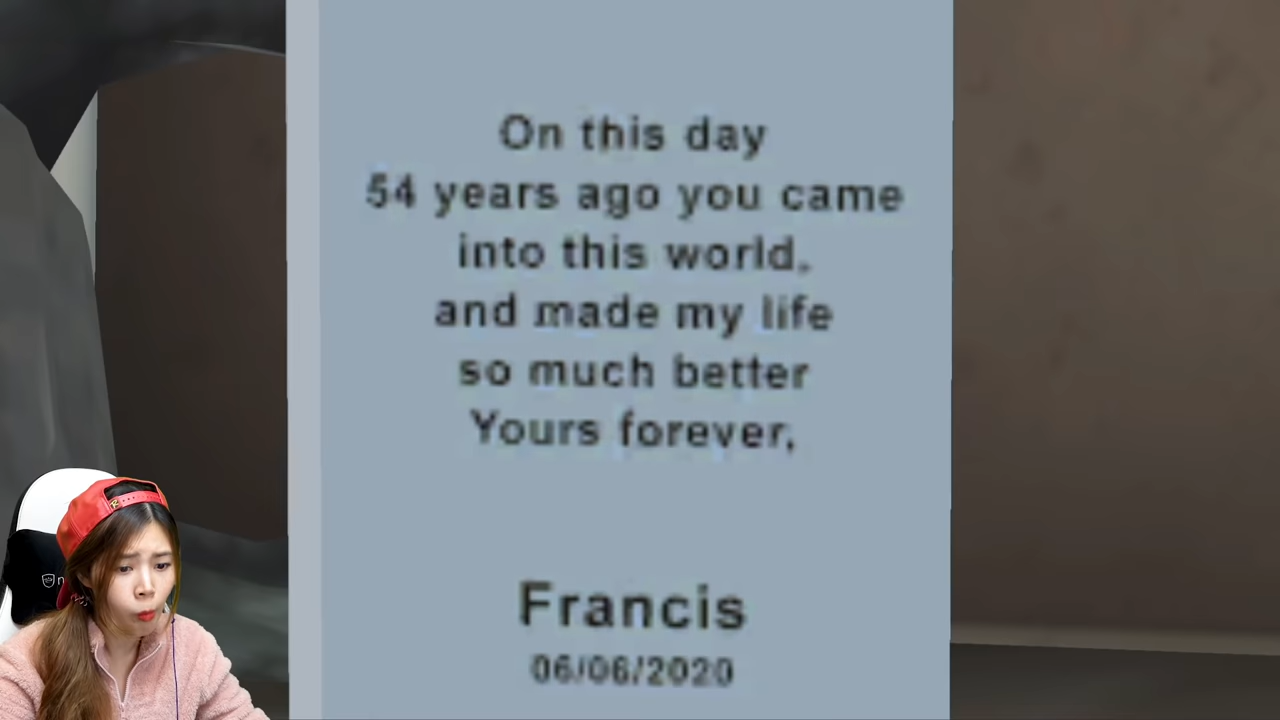 On this day
54 years ago you came
into this world.
and made my life
so much better
Yours forever,
Francis
06/06/2020